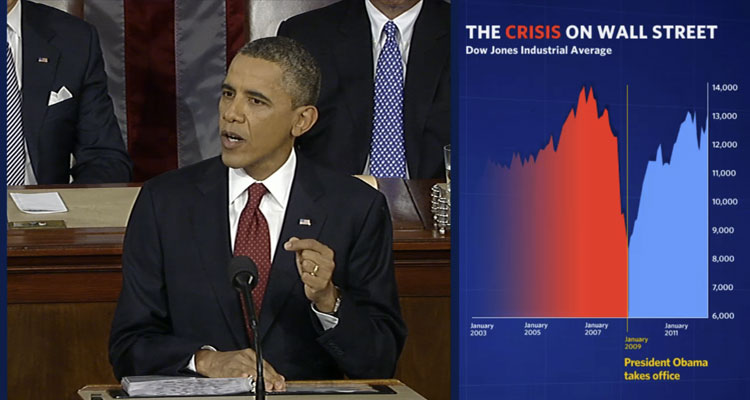 THE CRISIS ON WALL STREET
Dow Jones Industrial Average
14,000
13,000
12,000
11,000
10,000
9,000
8,000
7,000
6,000
January
2003
January
2005
January
2007
January
2009
January
2011
President Obama
takes office